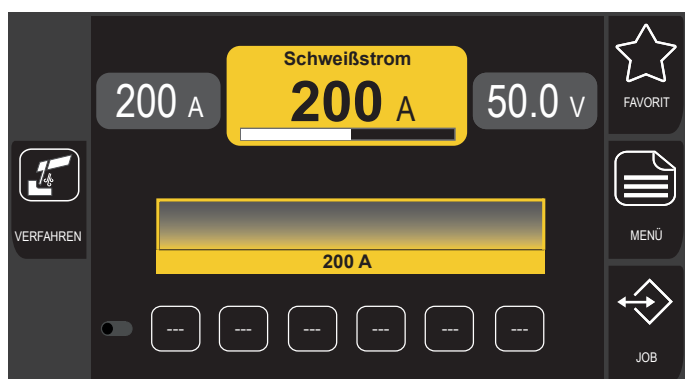 Schweißstrom
200 A
200 A
50.0 V
FAVORIT
VERFAHREN
MENÜ
200 A
--- --- --- --- --- ---
JOB